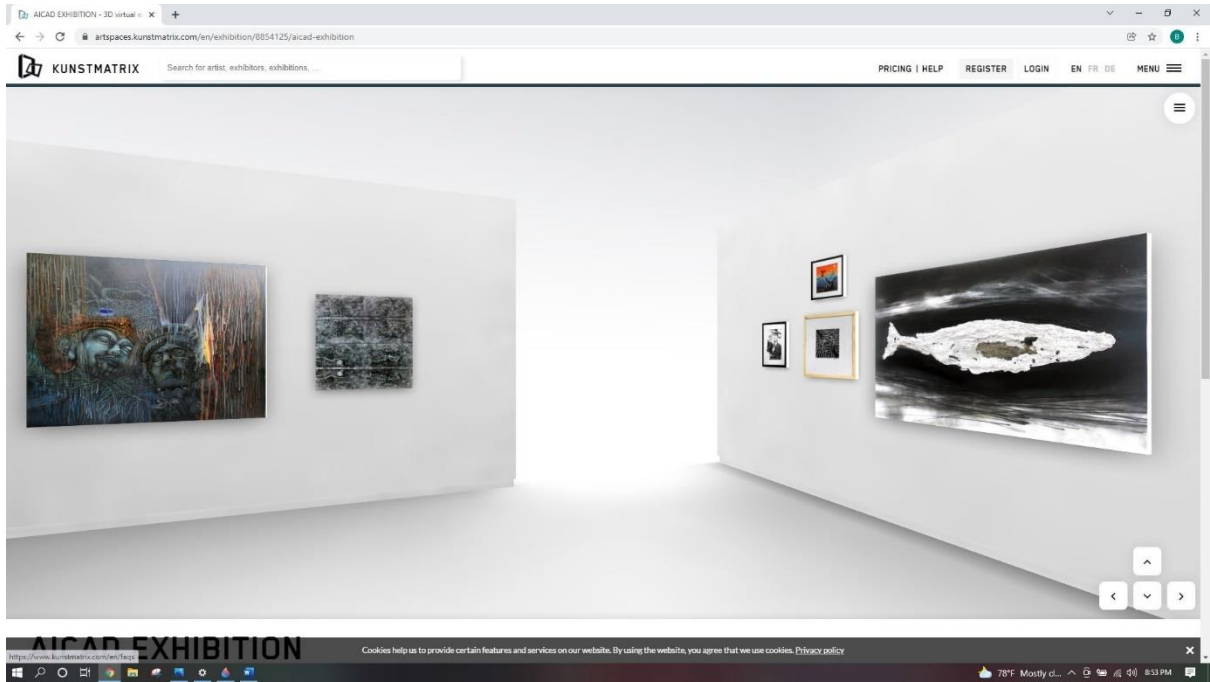 AICAD EXHIBITION - 3D virtual e
artspaces.kunstmatrix.com/en/exhibition/8854125/aicad-exhibition
B
KUNSTMATRIX
Search for artist, exhibitors, exhibitions, ...
PRICING | HELP
REGISTER
LOGIN
EN FR DE
MENU
AICAD EXHIBITION
Cookies help us to provide certain features and services on our website. By using the website, you agree that we use cookies. Privacy policy
https://www.kunstmatrix.com/en/faqs
78°F Mostly cl... 8:53 PM